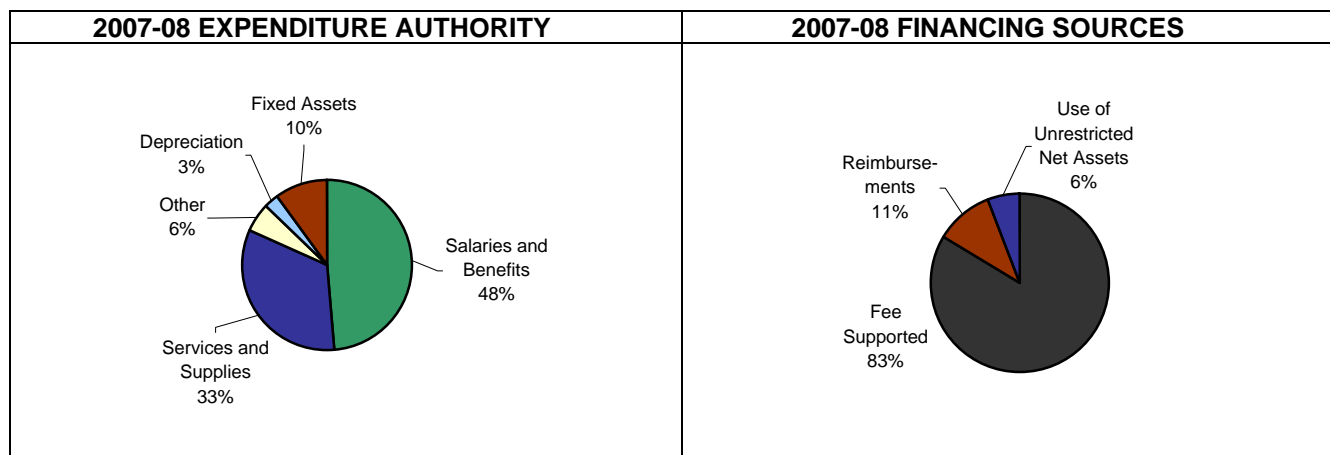 2007-08 EXPENDITURE AUTHORITY
Fixed Assets
10%
Depreciation
3%
Other
6%
Salaries and
Benefits
48%
Services and
Supplies
33%
2007-08 FINANCING SOURCES
Use of
Unrestricted
Net Assets
6%
Reimburse-
ments
11%
Fee
Supported
83%